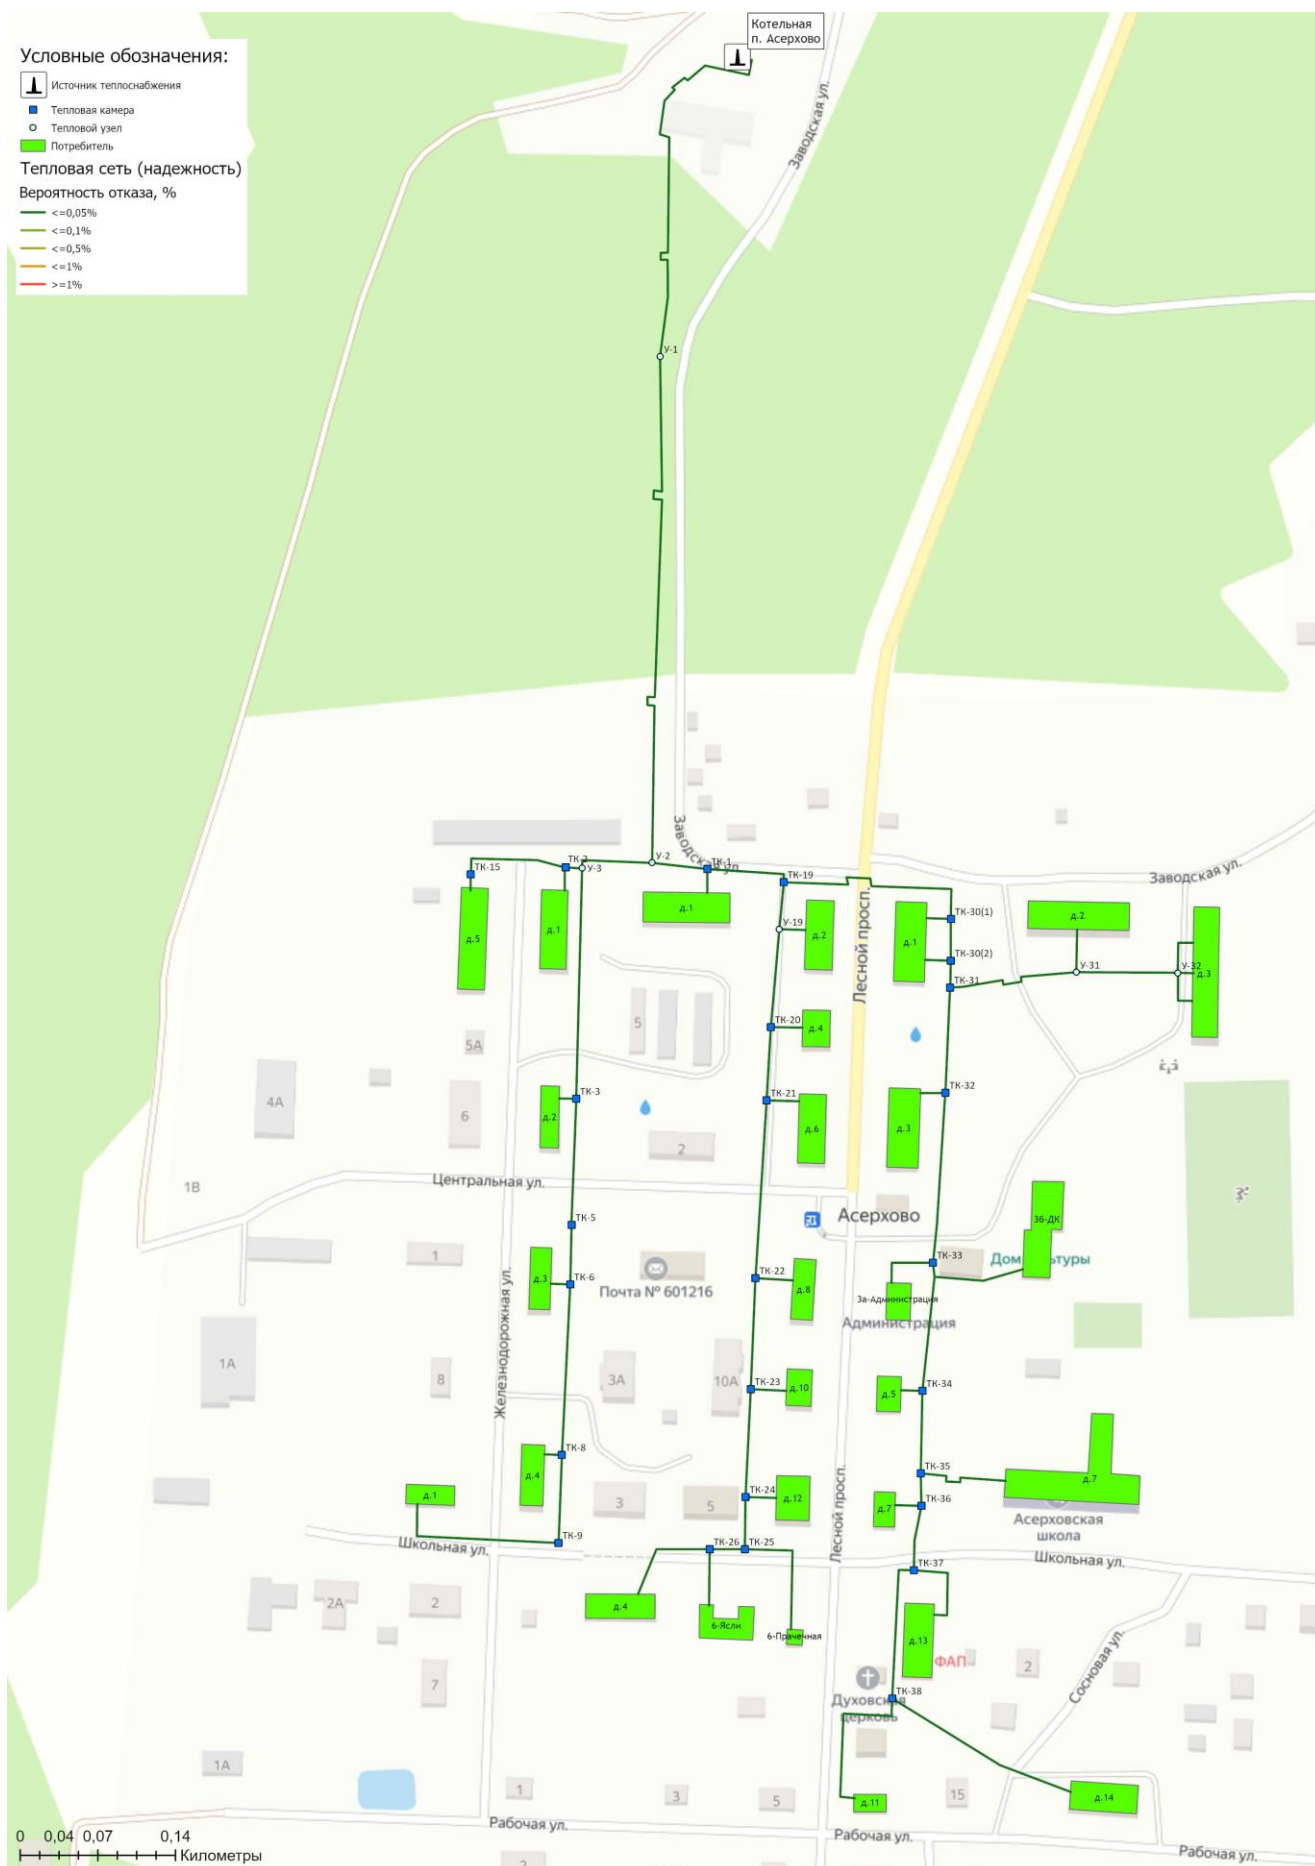 Котельная
п. Асерхово
Условные обозначения:
Источник теплоснабжения
Тепловая камера
Тепловой узел
Потребитель
Тепловая сеть (надежность)
Вероятность отказа, %
<=0,05%
<=0,1%
<=0,5%
<=1%
>=1%
Заводская ул.
У-1
Заводская ул.
У-2
ТК-1
ТК-2
У-3
ТК-15
ТК-19
Заводская ул.
д.5
д.1
д.1
У-19
д.2
Лесной просп.
д.1
ТК-30(1)
ТК-30(2)
ТК-31
д.2
У-31
У-32
д.3
5
5А
ТК-20
д.4
4А
6
д.2
ТК-3
ТК-21
д.6
д.3
ТК-32
2
1В
Центральная ул.
Асерхово
3б-ДК
ТК-5
1
д.3
ТК-6
Почта № 601216
ТК-22
д.8
ТК-33
Дом
ьтуры
3а-Администрация
Администрация
Железнодорожная ул.
1А
8
3А
10А
ТК-23
д.10
д.5
ТК-34
ТК-8
д.4
д.1
3
5
ТК-24
д.12
Лесной просп.
ТК-35
д.7
д.7
ТК-36
Асерховская
школа
ТК-9
Школьная ул.
ТК-26
ТК-25
ТК-37
Школьная ул.
2А
2
д.4
6-Ясли
6-Прачечная
д.13
ФАП
2
Сосновая ул.
7
Духовская
церковь
ТК-38
1А
1
3
5
д.11
15
д.14
Рабочая ул.
Рабочая ул.
Рабочая ул.
2
0 0,04 0,07 0,14
Километры